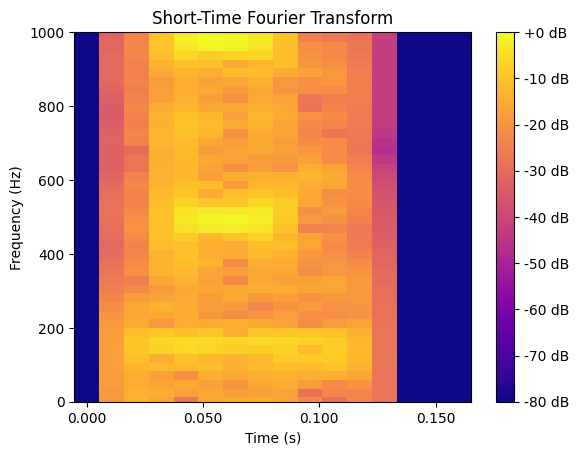 Short-Time Fourier Transform
1000
800
600
400
200
0
Frequency (Hz)
0.000
0.050
0.100
0.150
Time (s)
+0 dB
-10 dB
-20 dB
-30 dB
-40 dB
-50 dB
-60 dB
-70 dB
-80 dB